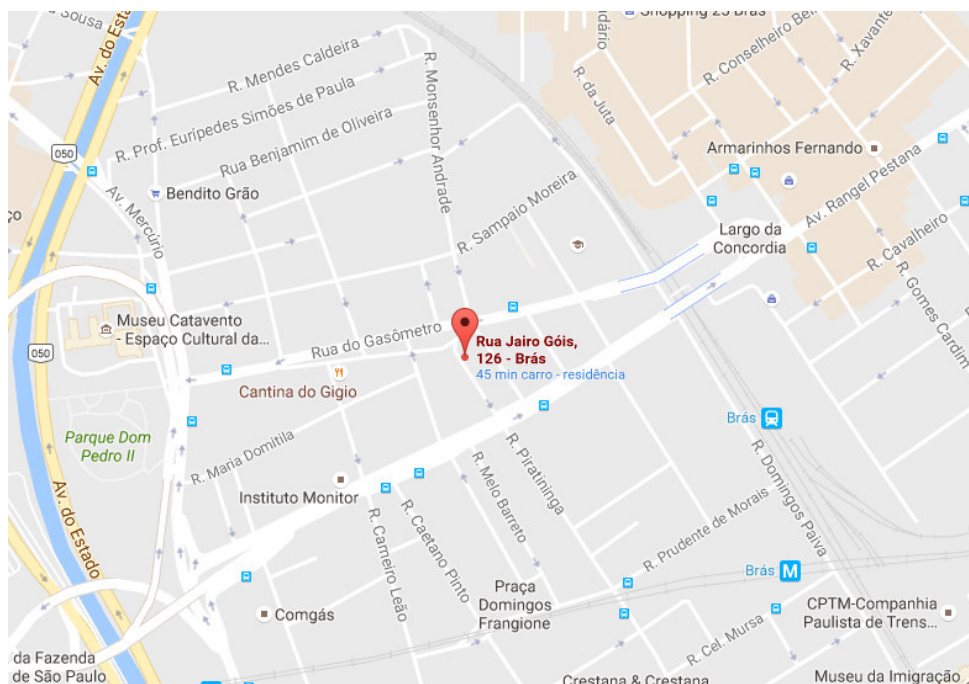 a Sousa
Av. do Estado
050
R. Mendes Caldeira
R. Prof. Eurípedes Simões de Paula
Rua Benjamim de Oliveira
R. Monsenhor Andrade
Shopping 25 Brás
ndário
R. da Juta
R. Conselheiro Be
R. Xavante
Armarinhos Fernando
Bendito Grão
Av. Mercúrio
R. Sampaio Moreira
Av. Rangel Pestana
Largo da
Concordia
R. Cavalheiro
R. Gomes Cardim
ço
Museu Catavento
- Espaço Cultural da...
050
Rua do Gasômetro
Rua Jairo Góis,
126 - Brás
45 min carro - residência
Cantina do Gigio
Brás
Parque Dom
Pedro II
R. Maria Domitila
Instituto Monitor
R. Piratininga
R. Melo Barreto
R. Domingos Paiva
Av. do Estado
R. Carneiro Leão
R. Caetano Pinto
R. Prudente de Morais
Brás
M
Praça
Domingos
Frangione
Comgás
CPTM-Companhia
Paulista de Trens...
R. Cel. Mursa
da Fazenda
de São Paulo
Crestana & Crestana
Museu da Imigração